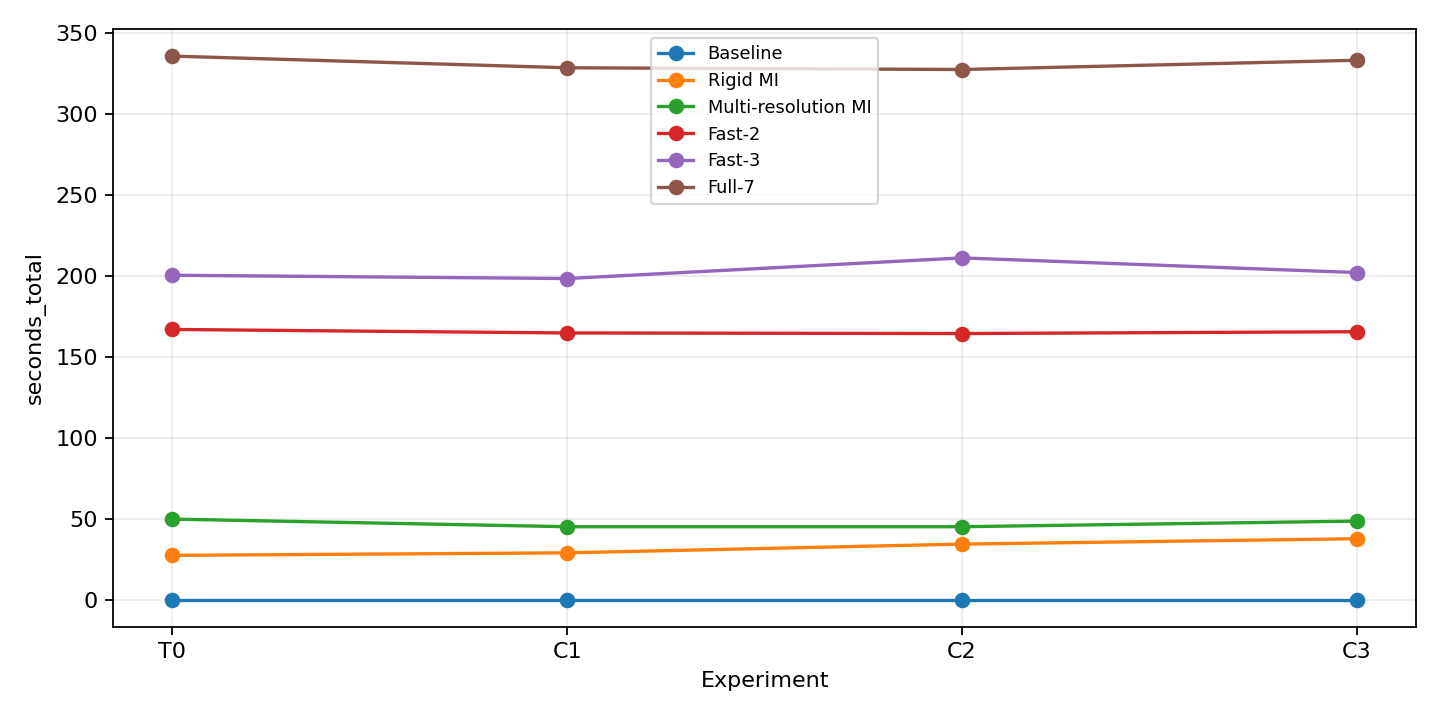 350
300
250
200
150
100
50
0
seconds_total
Baseline
Rigid MI
Multi-resolution MI
Fast-2
Fast-3
Full-7
T0 C1 C2 C3
Experiment